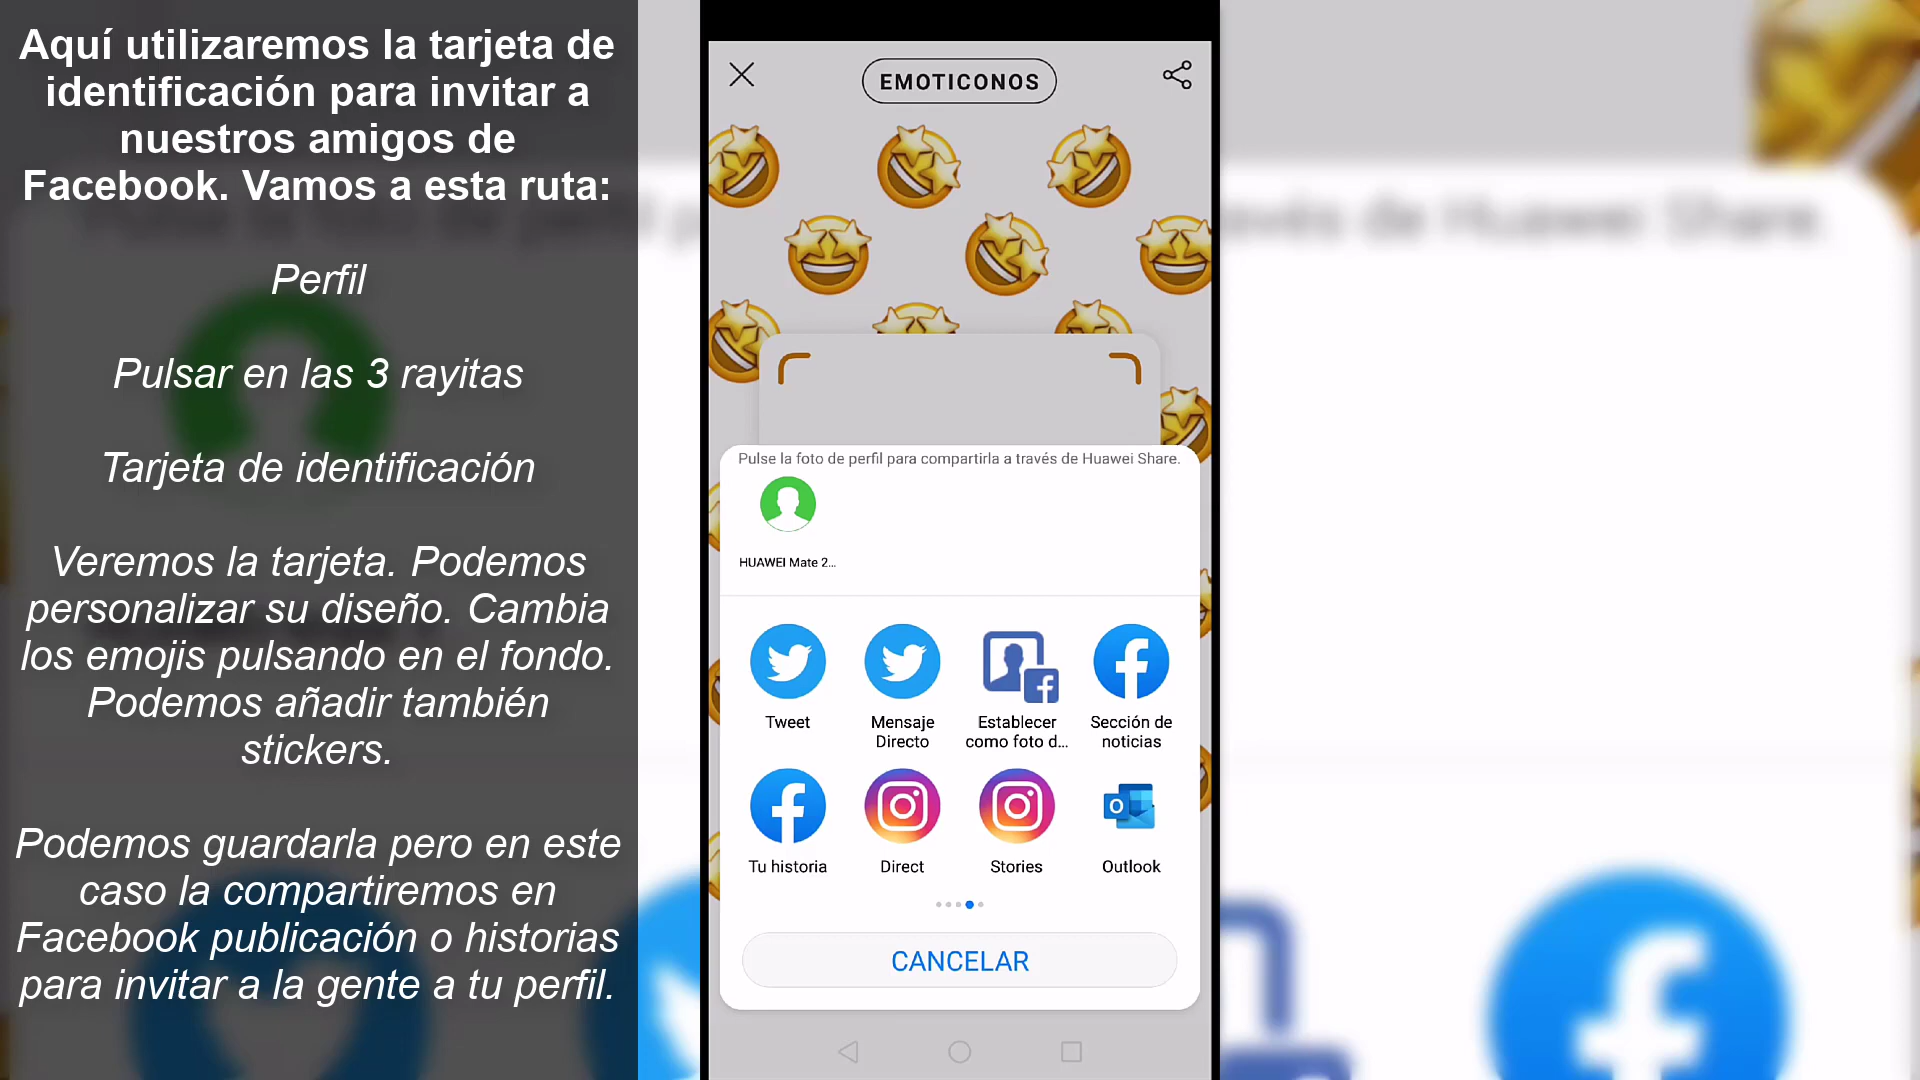 Aquí utilizaremos la tarjeta de
identificación para invitar a
nuestros amigos de
Facebook. Vamos a esta ruta:
Perfil
Pulsar en las 3 rayitas
Tarjeta de identificación
Veremos la tarjeta. Podemos
personalizar su diseño. Cambia
los emojis pulsando en el fondo.
Podemos añadir también
stickers.
Podemos guardarla pero en este
caso la compartiremos en
Facebook publicación o historias
para invitar a la gente a tu perfil.
EMOTICONOS
Pulse la foto de perfil para compartirla a través de Huawei Share.
HUAWEI Mate 2...
Tweet
Mensaje
Directo
Establecer
como foto d...
Sección de
noticias
Tu historia
Direct
Stories
Outlook
CANCELAR
través de Huawei Share.